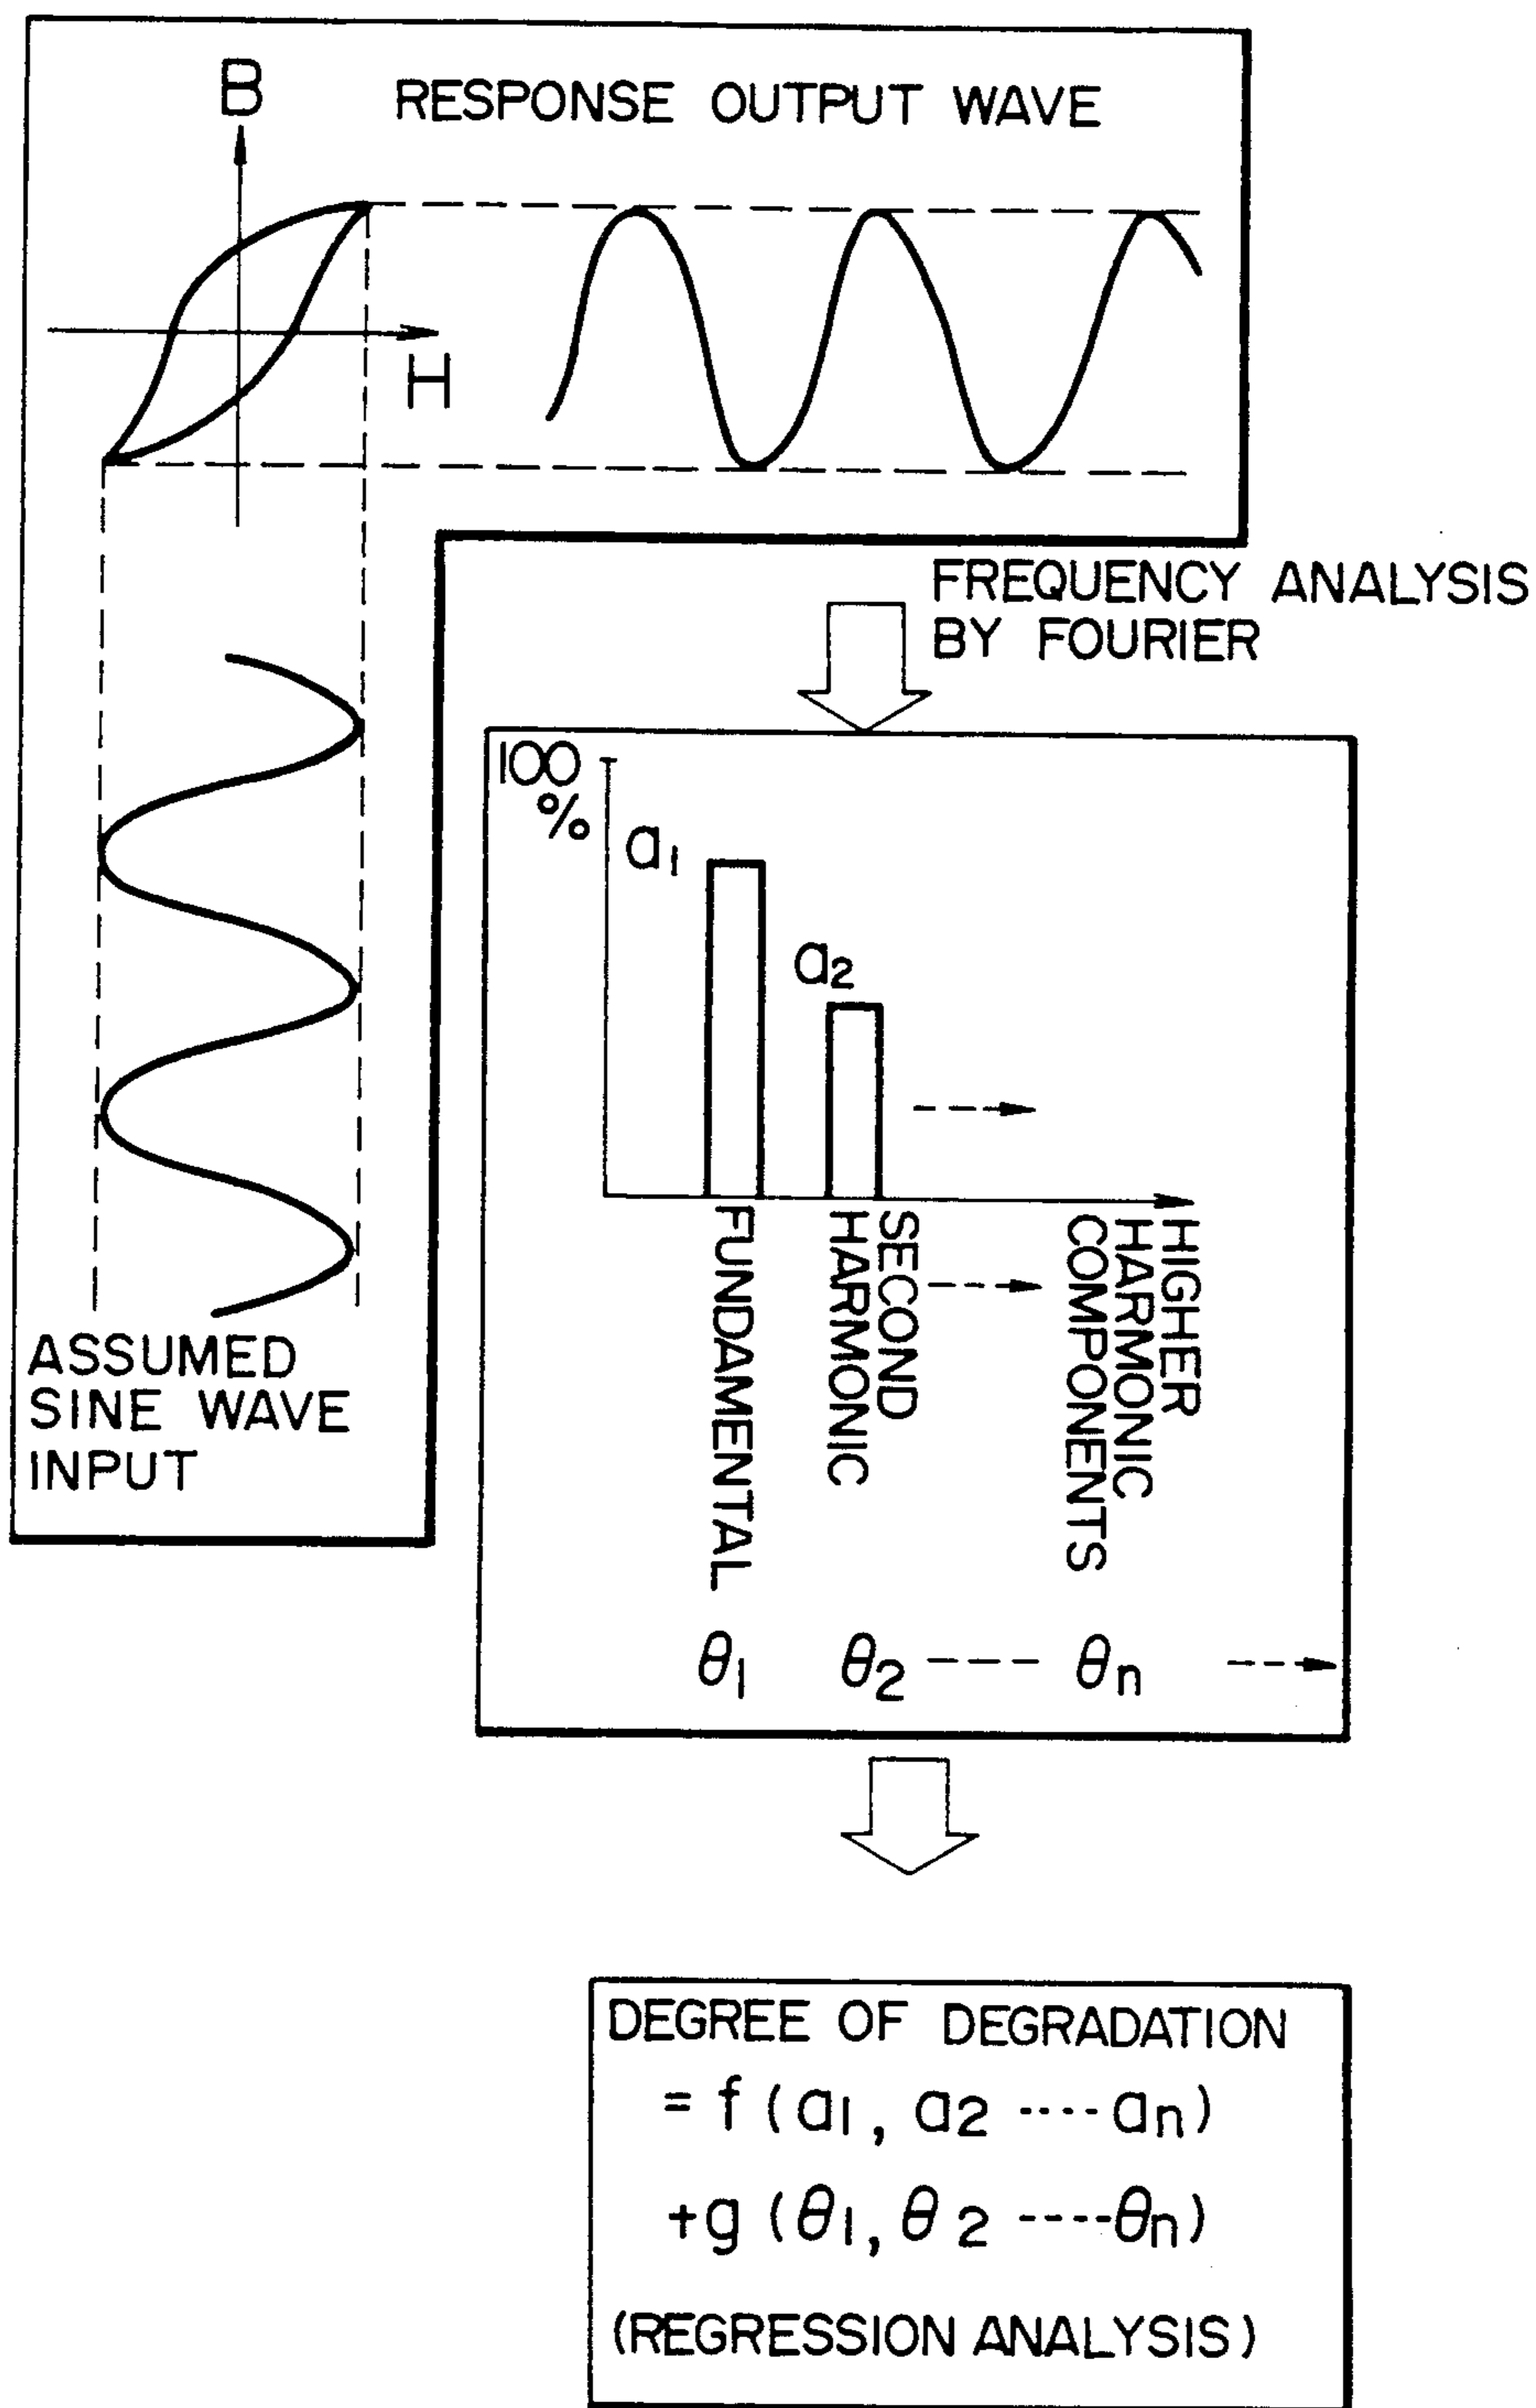 B
RESPONSE OUTPUT WAVE
H
ASSUMED
SINE WAVE
INPUT
FREQUENCY ANALYSIS
BY FOURIER
100
%
a1
a2
FUNDAMENTAL
SECOND
HARMONIC
HIGHER
HARMONIC
COMPONENTS
θ1 θ2 ---- θn
DEGREE OF DEGRADATION
= f (a1, a2 ---- an)
+g (θ1, θ2 ---- θn)
(REGRESSION ANALYSIS)